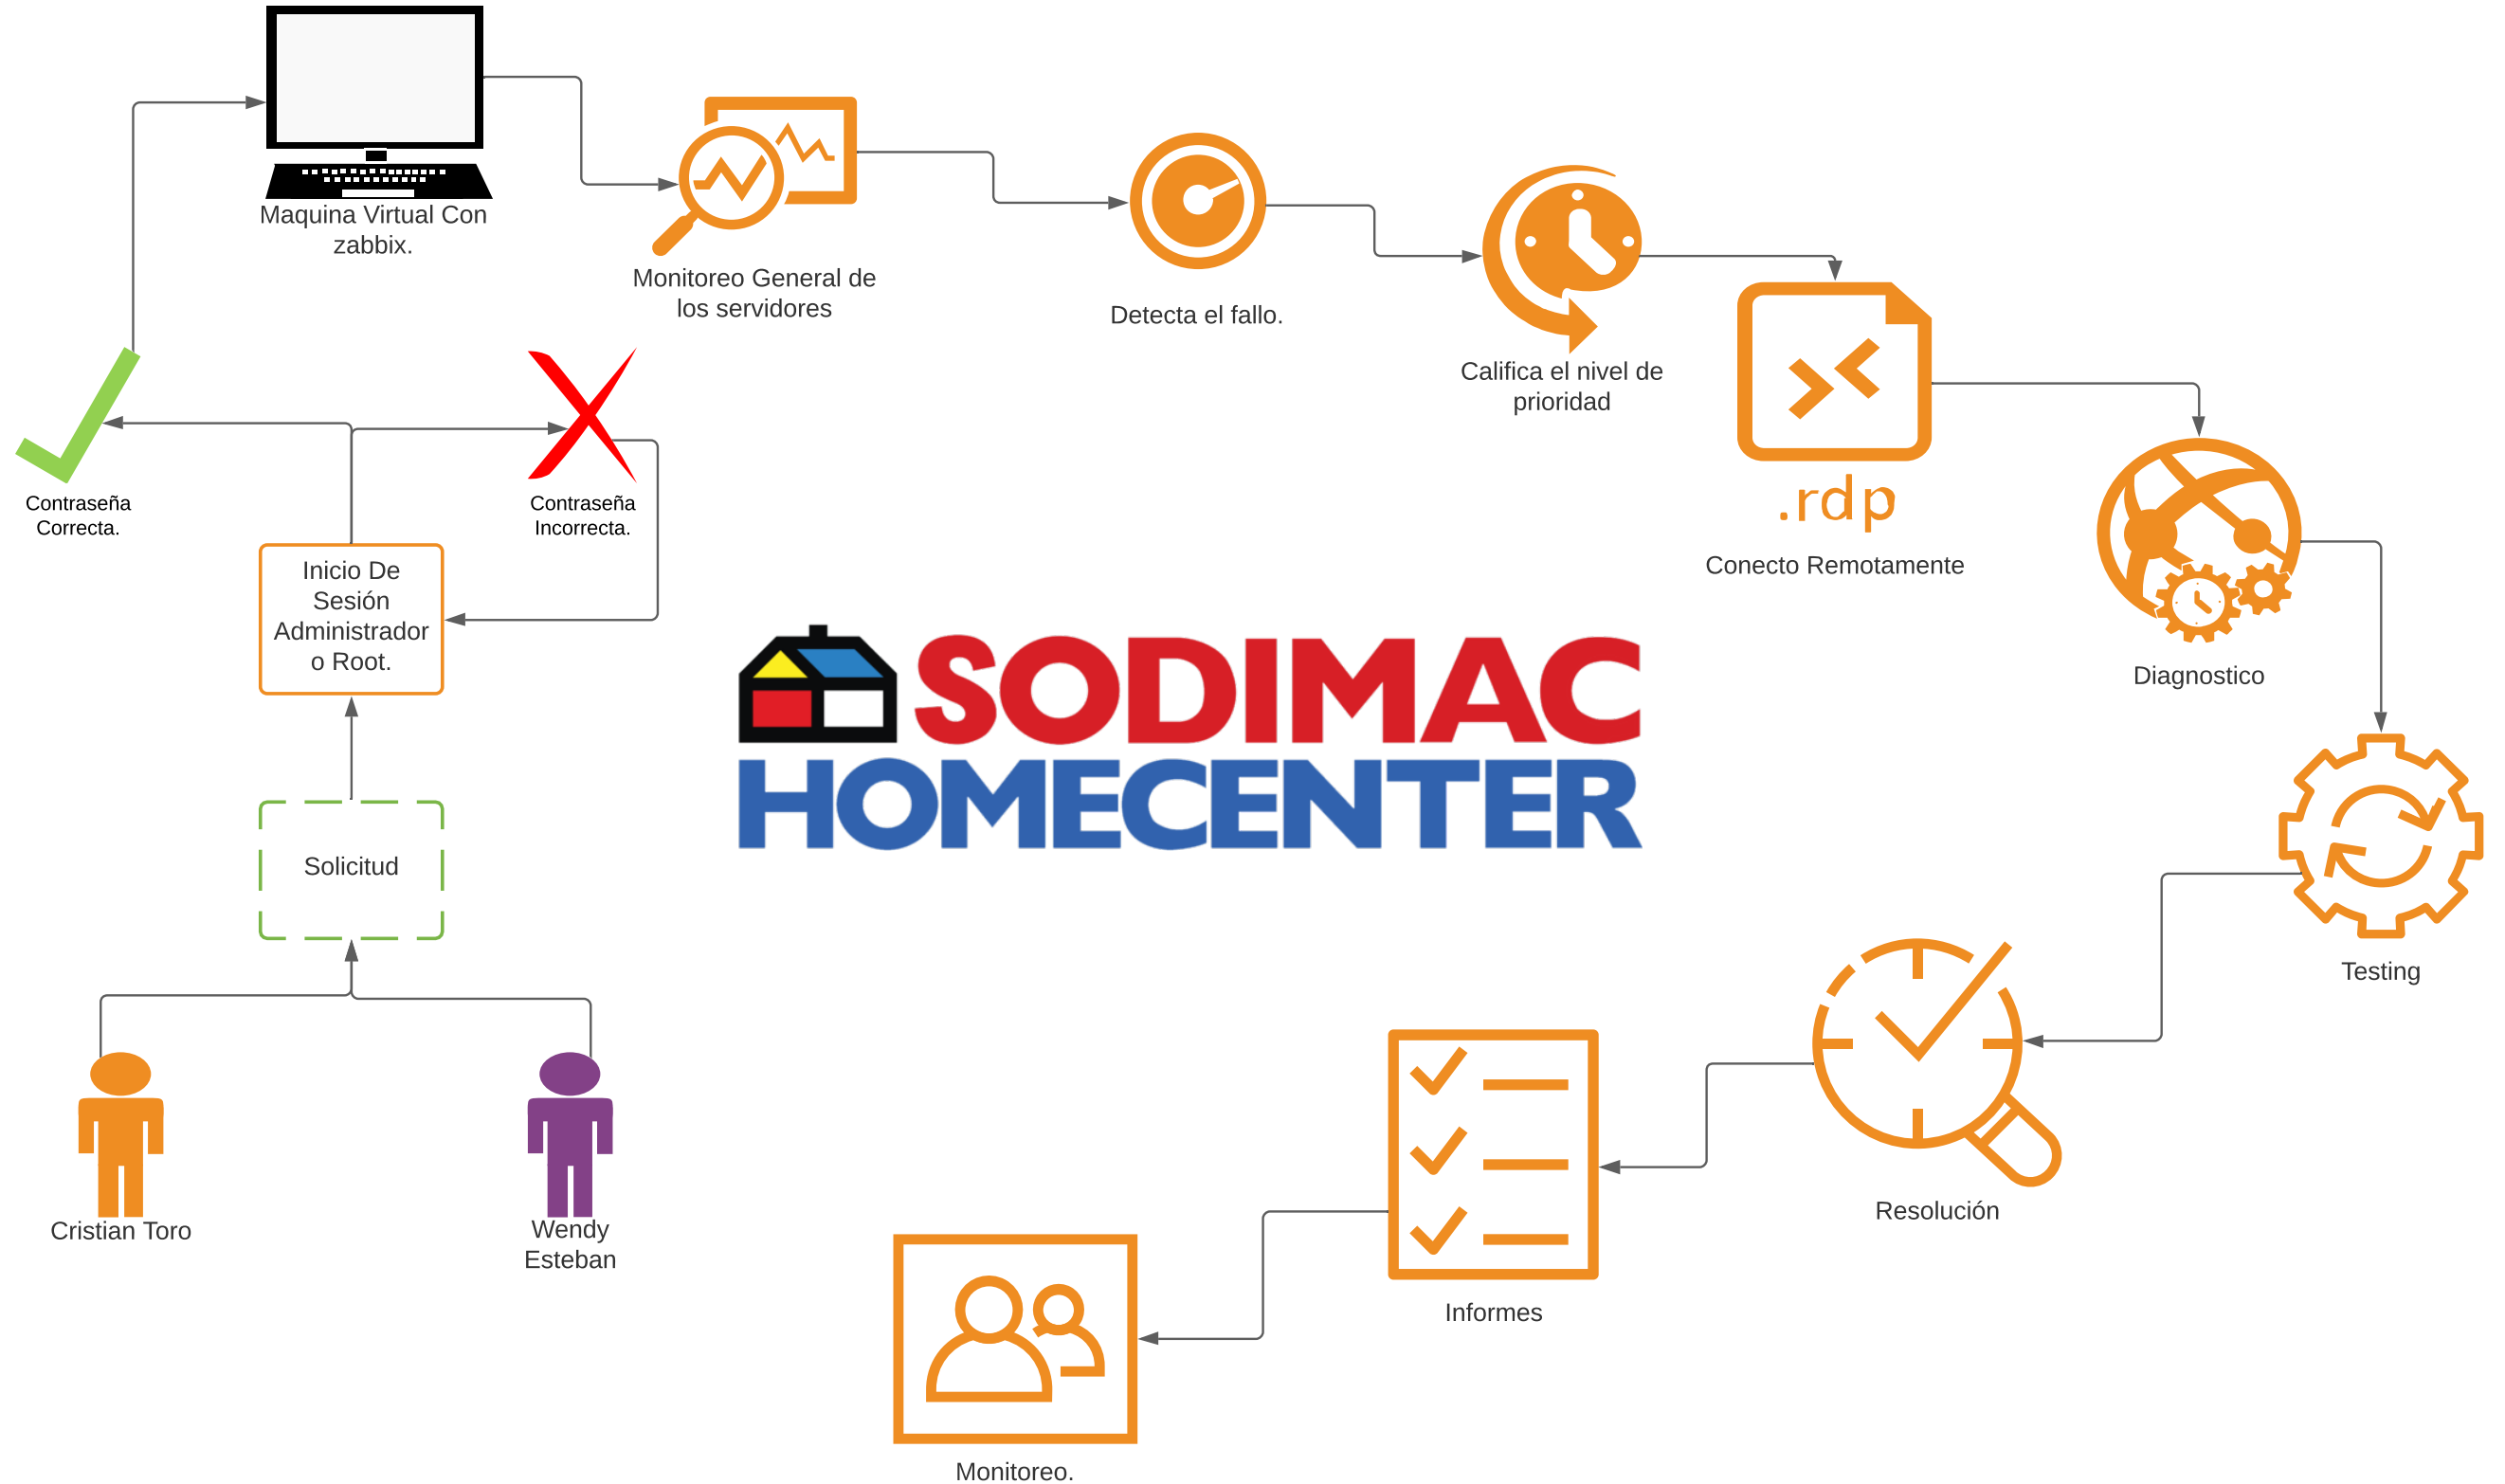 Maquina Virtual Con
zabbix.
Monitoreo General de
los servidores
Detecta el fallo.
Califica el nivel de
prioridad
.rdp
Conecto Remotamente
Diagnostico
Testing
Resolución
Informes
Monitoreo.
Contraseña
Correcta.
Contraseña
Incorrecta.
Inicio De
Sesión
Administrador
o Root.
Solicitud
Cristian Toro
Wendy
Esteban
SODIMAC
HOMECENTER